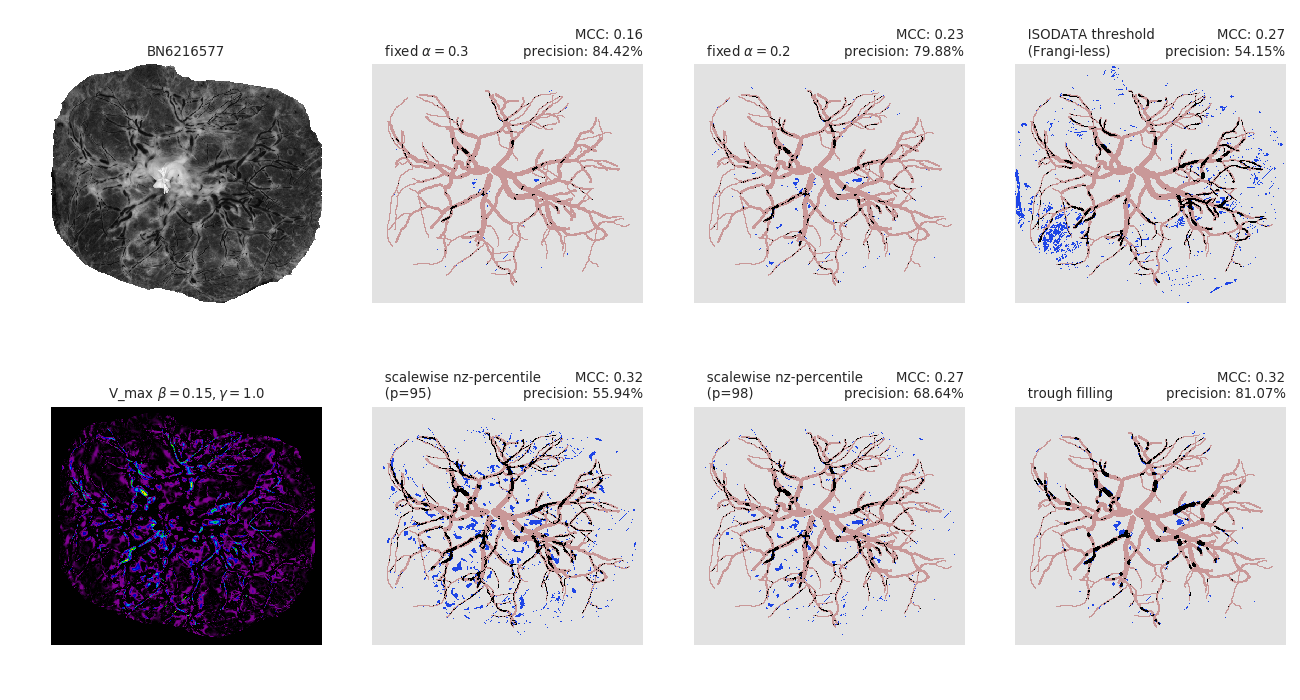 BN6216577
MCC: 0.16
fixed α = 0.3 precision: 84.42%
MCC: 0.23
fixed α = 0.2 precision: 79.88%
ISODATA threshold MCC: 0.27
(Frangi-less) precision: 54.15%
V_max β = 0.15, γ = 1.0
scalewise nz-percentile MCC: 0.32
(p=95) precision: 55.94%
scalewise nz-percentile MCC: 0.27
(p=98) precision: 68.64%
MCC: 0.32
trough filling precision: 81.07%